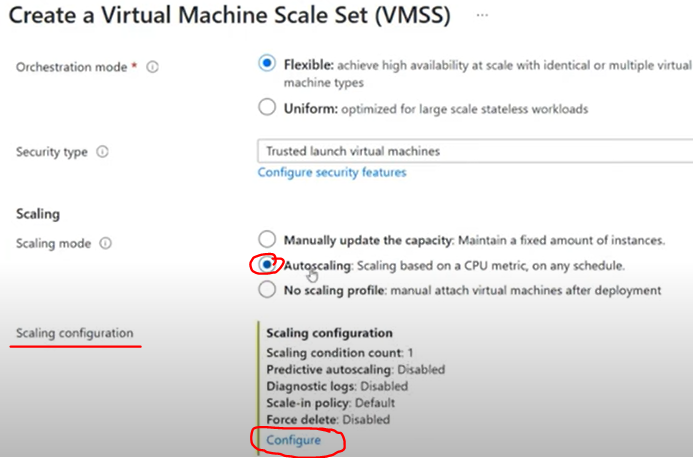 Create a Virtual Machine Scale Set (VMSS) ...
Orchestration mode *
Flexible: achieve high availability at scale with identical or multiple virtual
machine types
Uniform: optimized for large scale stateless workloads
Security type
Trusted launch virtual machines
Configure security features
Scaling
Scaling mode
Manually update the capacity: Maintain a fixed amount of instances.
Autoscaling: Scaling based on a CPU metric, on any schedule.
No scaling profile: manual attach virtual machines after deployment
Scaling configuration
Scaling configuration
Scaling condition count: 1
Predictive autoscaling: Disabled
Diagnostic logs: Disabled
Scale-in policy: Default
Force delete: Disabled
Configure